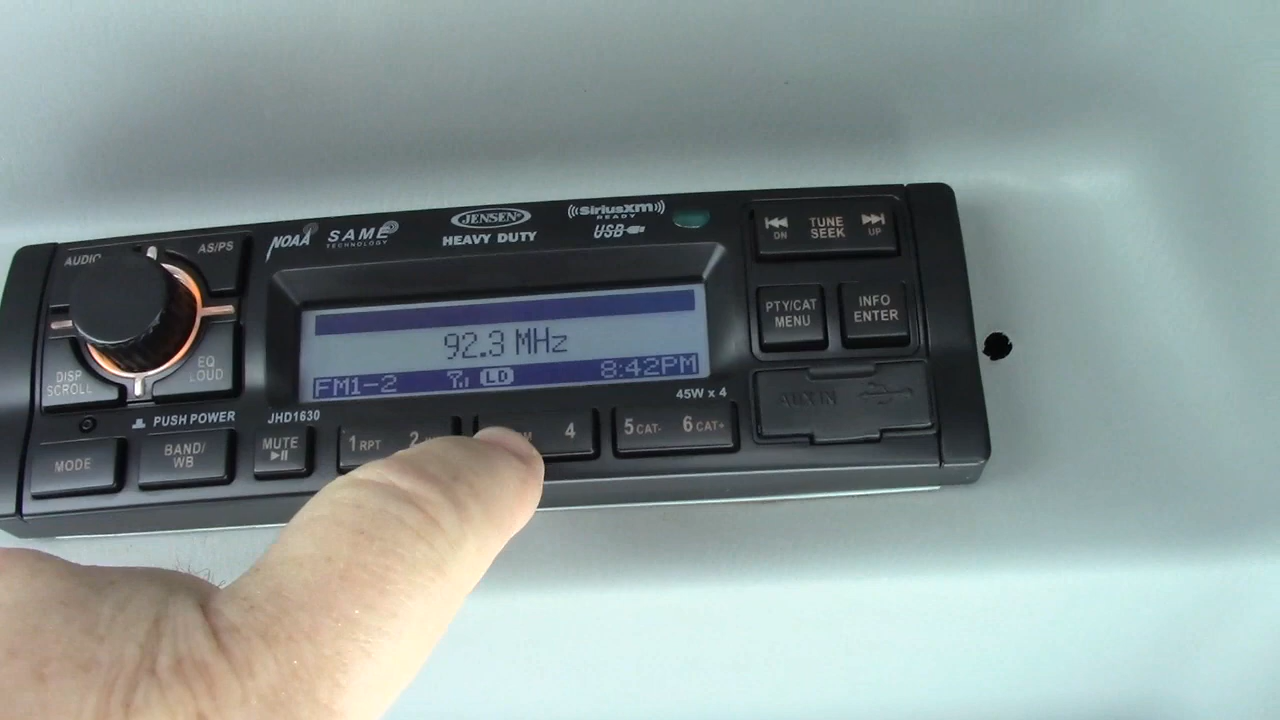 AUDIO
AS/PS
NOAA
SAME
TECHNOLOGY
JENSEN
HEAVY DUTY
SiriusXM
READY
USB
TUNE
SEEK
DN
UP
PTY/CAT
MENU
INFO
ENTER
92.3 MHz
FM1-2
LD
8:42PM
DISP
SCROLL
EQ
LOUD
PUSH POWER
JHD1630
45W x 4
AUX IN
MODE
BAND/
WB
MUTE
1 RPT
2
4
5 CAT-
6 CAT+